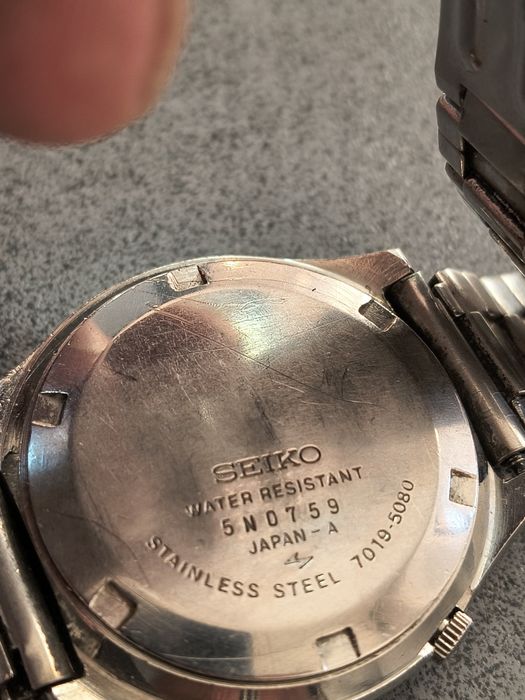 SEIKO
WATER RESISTANT
5N0759
JAPAN-A
STAINLESS STEEL 7019-5080